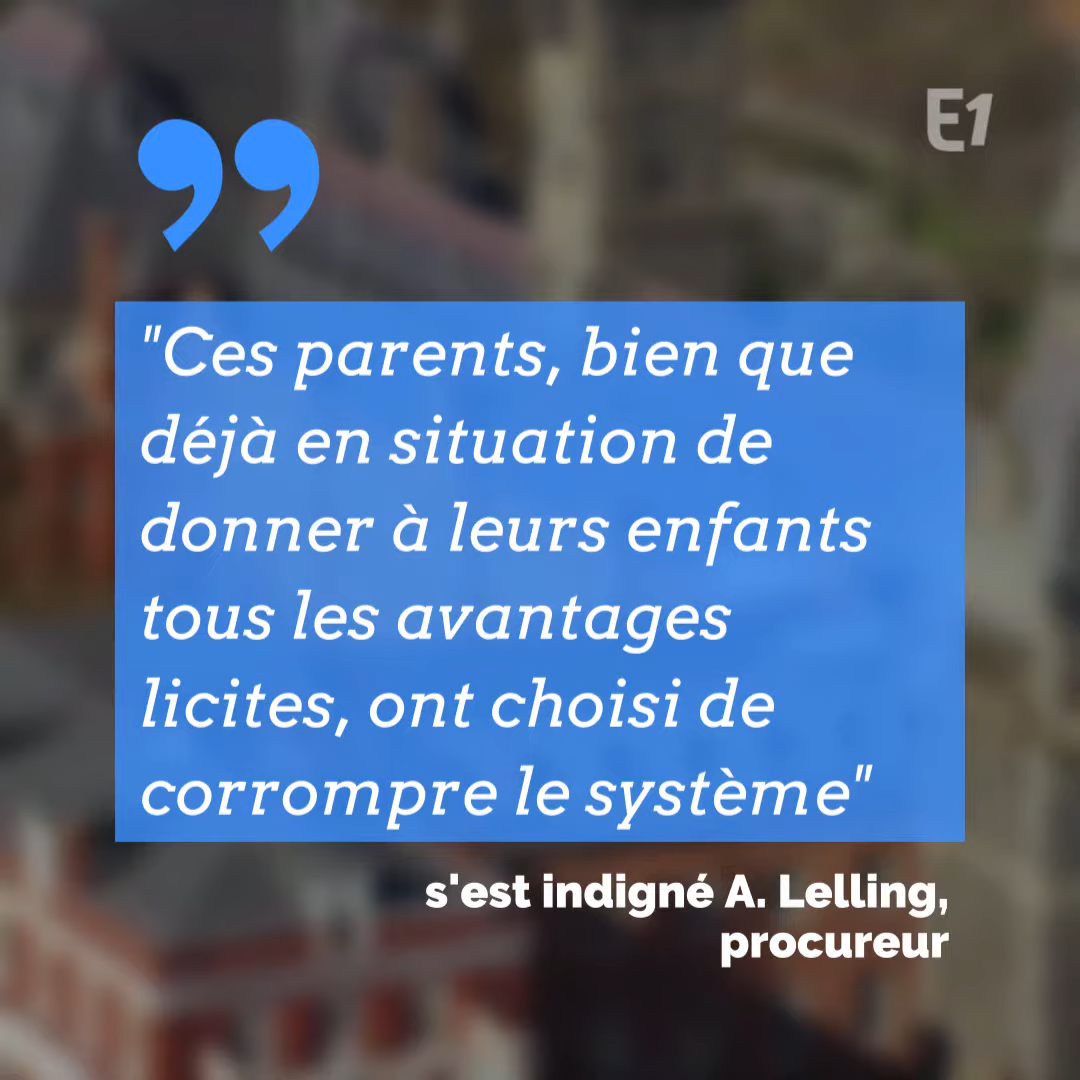 E1
"Ces parents, bien que
déjà en situation de
donner à leurs enfants
tous les avantages
licites, ont choisi de
corrompre le système"
s'est indigné A. Lelling,
procureur